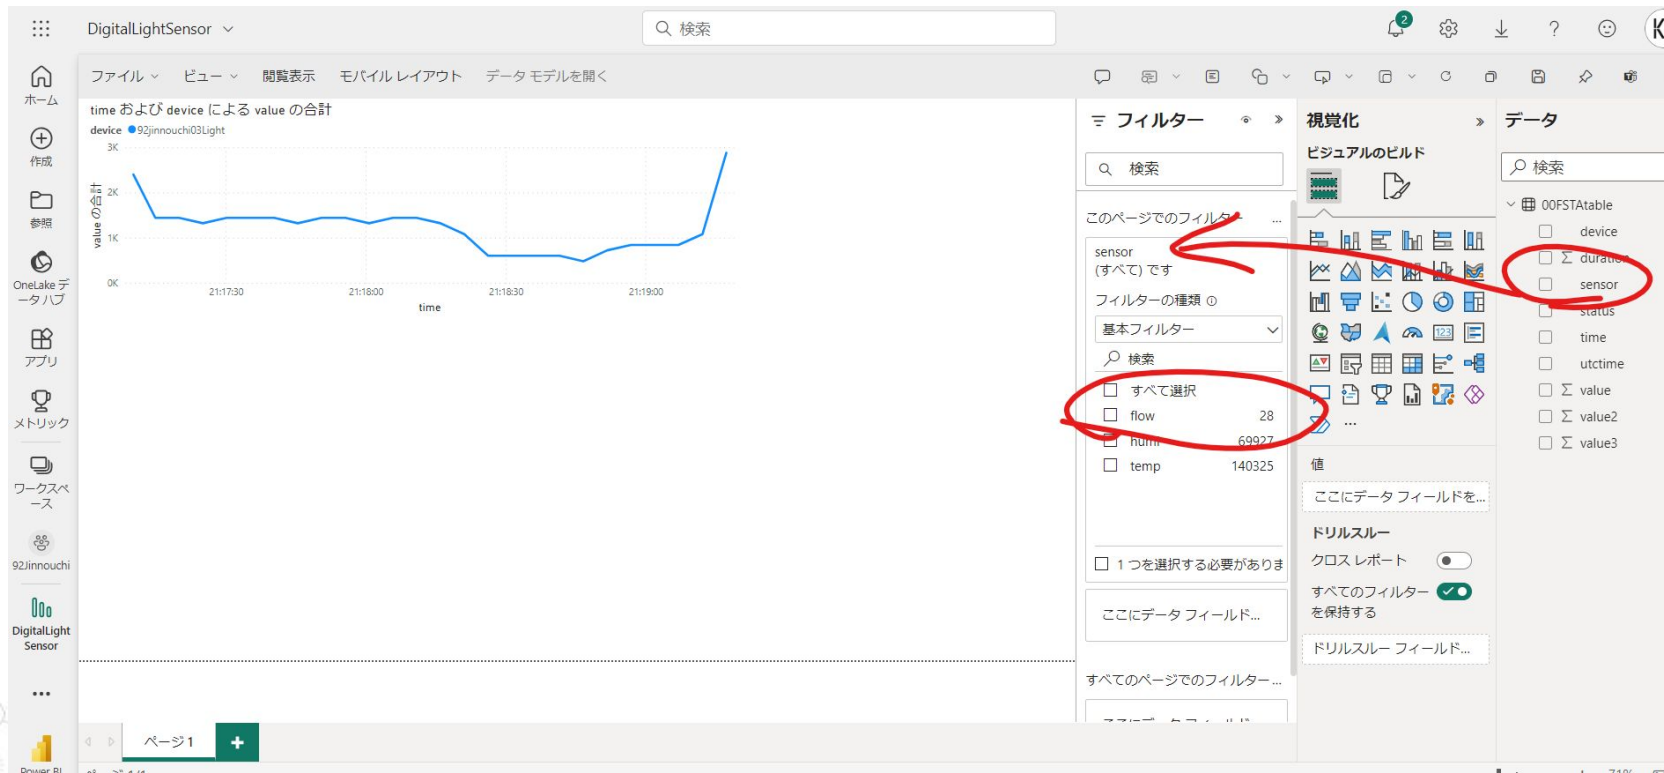 DigitalLightSensor
検索
2
ホーム
作成
参照
OneLake デ
ータ ハブ
アプリ
メトリック
ワークスペ
ース
92Jinnouchi
DigitalLight
Sensor
ファイル
ビュー
閲覧表示
モバイル レイアウト
データ モデルを開く
time および device による value の合計
device 92jinnouchi03Light
3K
2K
1K
0K
value の合計
21:17:30
21:18:00
21:18:30
21:19:00
time
ページ 1
フィルター
検索
このページでのフィルター ...
sensor
(すべて) です
フィルターの種類
基本フィルター
検索
すべて選択
flow 28
humi 69927
temp 140325
1 つを選択する必要がありま
ここにデータ フィールド...
すべてのページでのフィルター ...
視覚化
ビジュアルのビルド
123
...
値
ここにデータ フィールドを...
ドリルスルー
クロス レポート
すべてのフィルター
を保持する
ドリルスルー フィールド...
データ
検索
00FSTAtable
device
Σ duration
sensor
status
time
utctime
Σ value
Σ value2
Σ value3